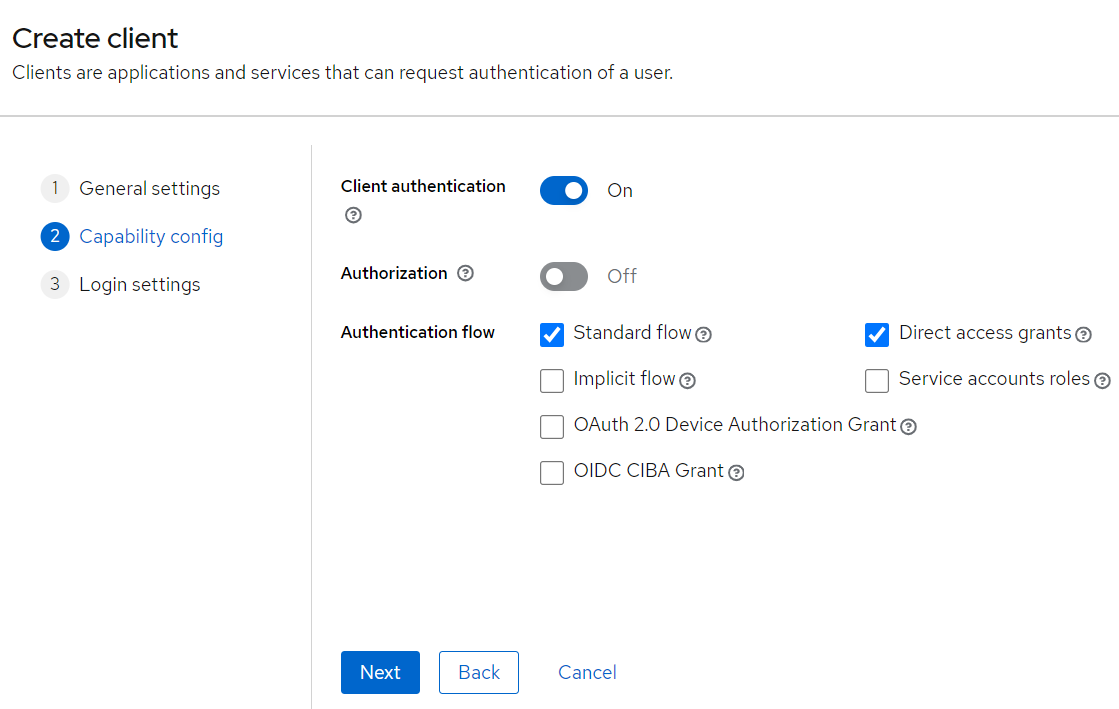 Create client
Clients are applications and services that can request authentication of a user.
1 General settings
2 Capability config
3 Login settings
Client authentication
?
On
Authorization ?
Off
Authentication flow
Standard flow ?
Direct access grants ?
Implicit flow ?
Service accounts roles ?
OAuth 2.0 Device Authorization Grant ?
OIDC CIBA Grant ?
Next
Back
Cancel